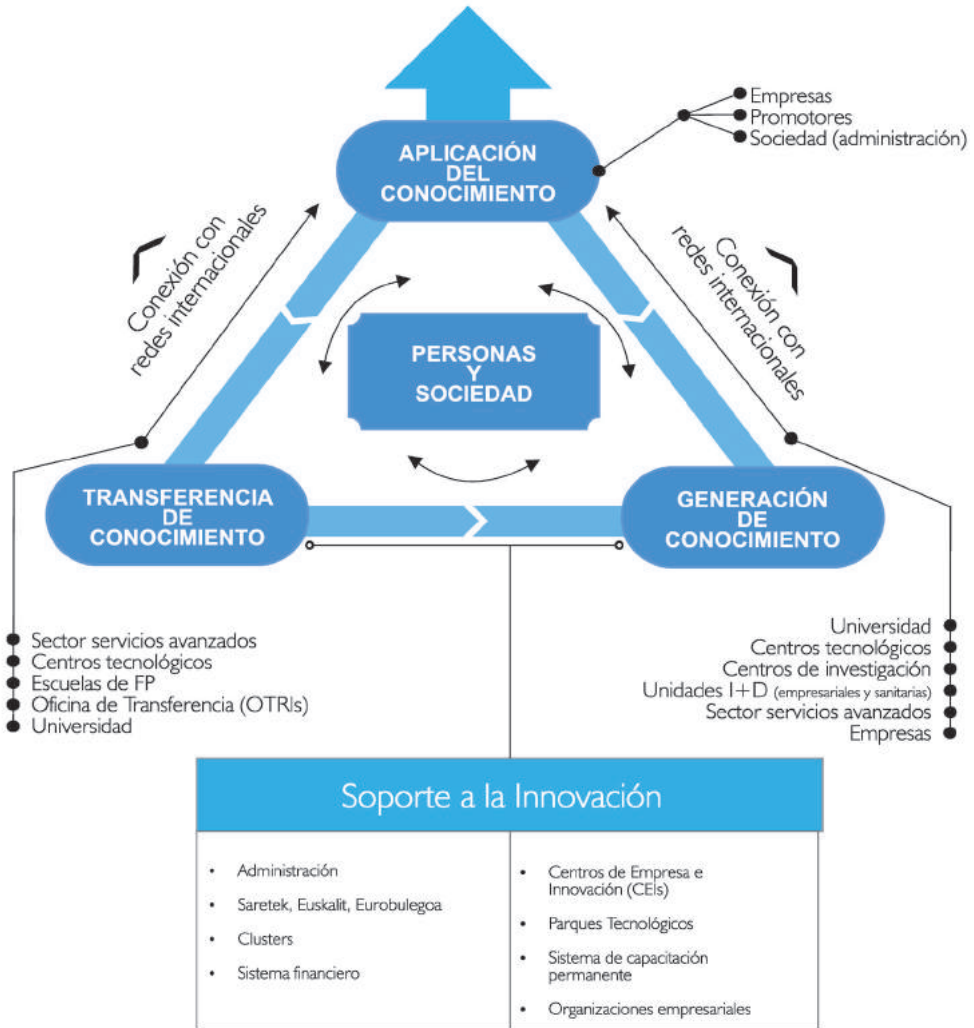 Empresas
Promotores
Sociedad (administración)
APLICACIÓN
DEL
CONOCIMIENTO
Conexión con
redes internacionales
Conexión con
redes internacionales
PERSONAS
Y
SOCIEDAD
TRANSFERENCIA
DE
CONOCIMIENTO
GENERACIÓN
DE
CONOCIMIENTO
Sector servicios avanzados
Centros tecnológicos
Escuelas de FP
Oficina de Transferencia (OTRIs)
Universidad
Universidad
Centros tecnológicos
Centros de investigación
Unidades I+D (empresariales y sanitarias)
Sector servicios avanzados
Empresas
Soporte a la Innovación
• Administración
• Saretek, Euskalit, Eurobulegoa
• Clusters
• Sistema financiero
• Centros de Empresa e
Innovación (CEIs)
• Parques Tecnológicos
• Sistema de capacitación
permanente
• Organizaciones empresariales